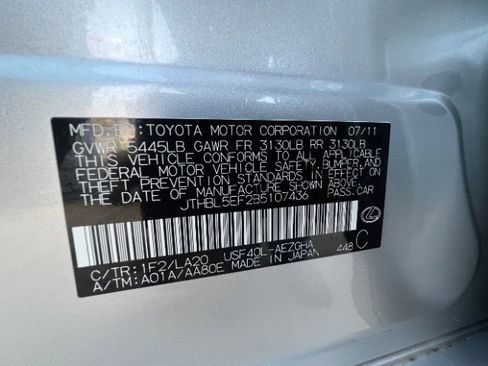 MFD.BY:TOYOTA MOTOR CORPORATION 07/11
GVWR 5445LB GAWR FR 3130LB RR 3130LB
THIS VEHICLE CONFORMS TO ALL APPLICABLE
FEDERAL MOTOR VEHICLE SAFETY, BUMPER, AND
THEFT PREVENTION STANDARDS IN EFFECT ON
THE DATE OF MANUFACTURE SHOWN ABOVE.
JTHBL5EF2B5107436 PASS.CAR
C/TR:1F2/LA20 USF40L-AEZGHA 448 C
A/TM:A01A/AA80E MADE IN JAPAN